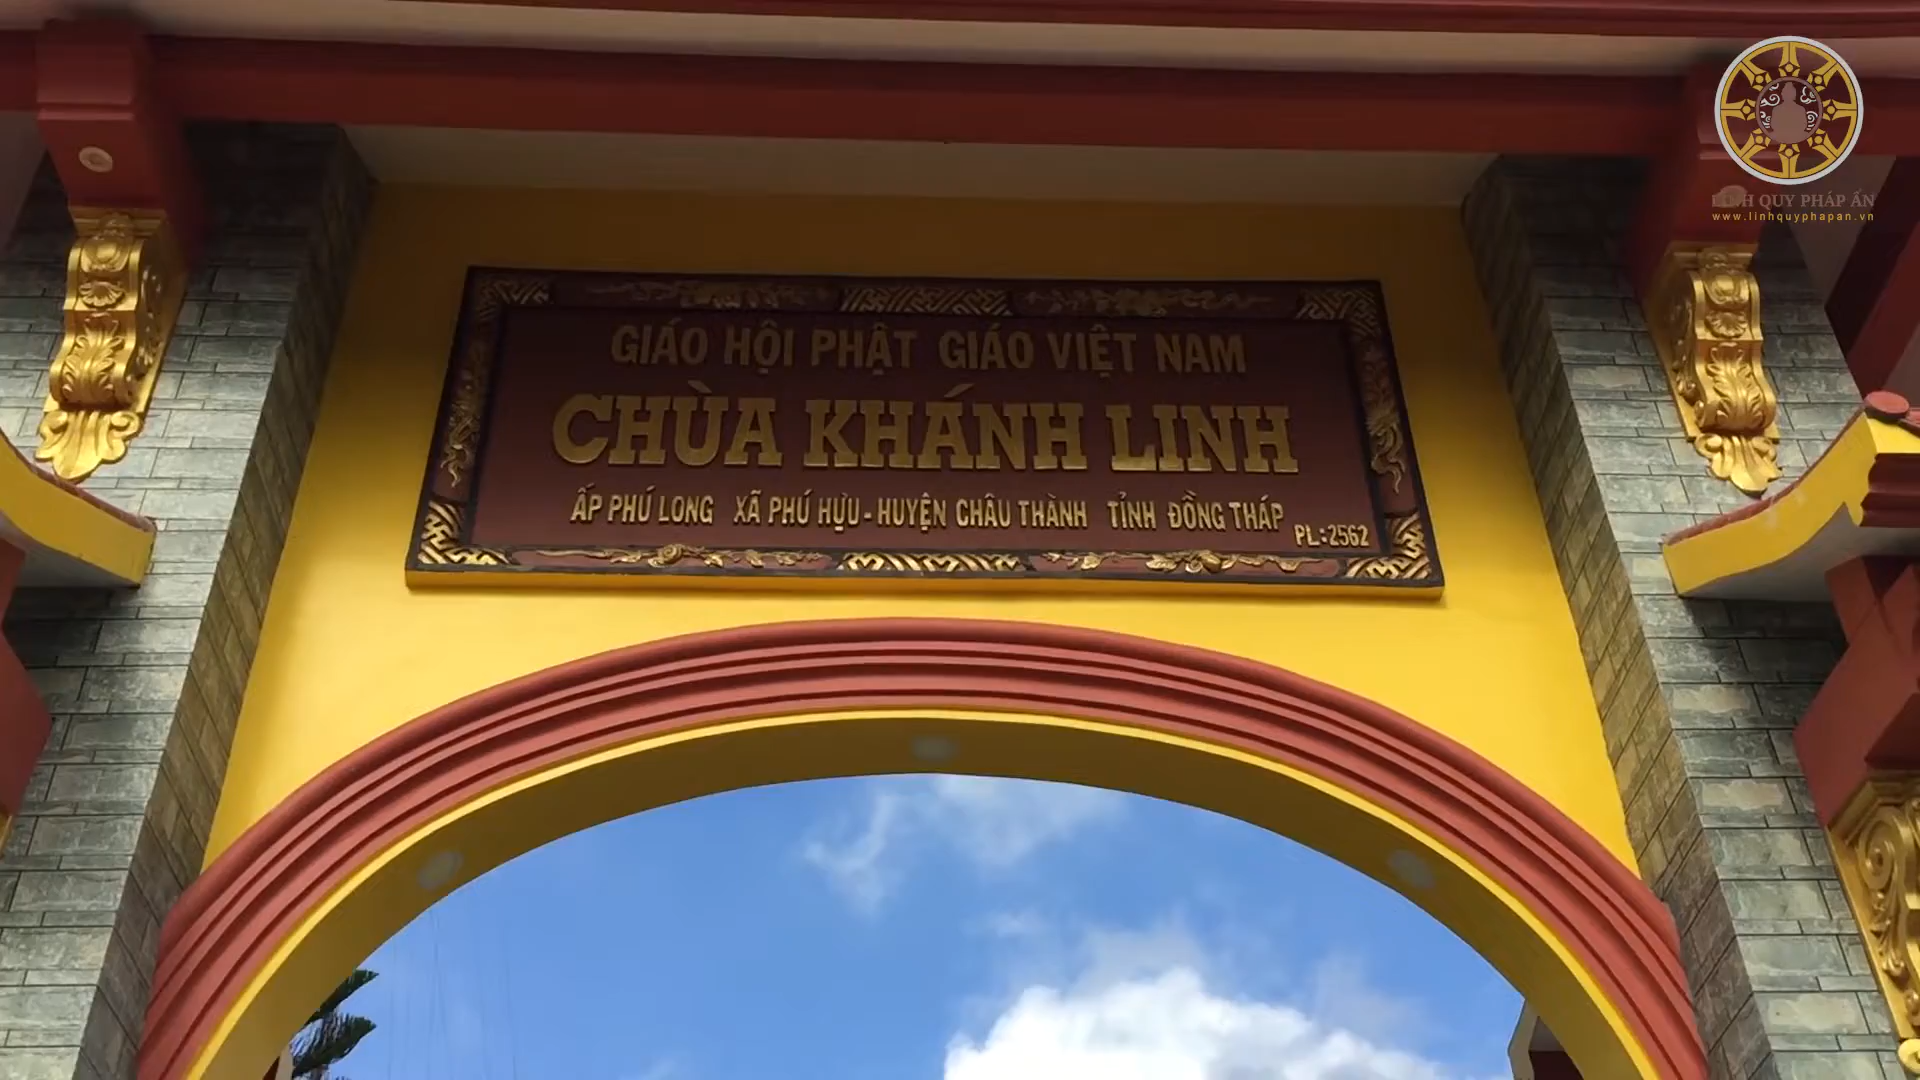 GIÁO HỘI PHẬT GIÁO VIỆT NAM
CHÙA KHÁNH LINH
ẤP PHÚ LONG XÃ PHÚ HỰU - HUYỆN CHÂU THÀNH TỈNH ĐỒNG THÁP
PL: 2562
LINH QUY PHÁP ẤN
www.linhquyphapan.vn